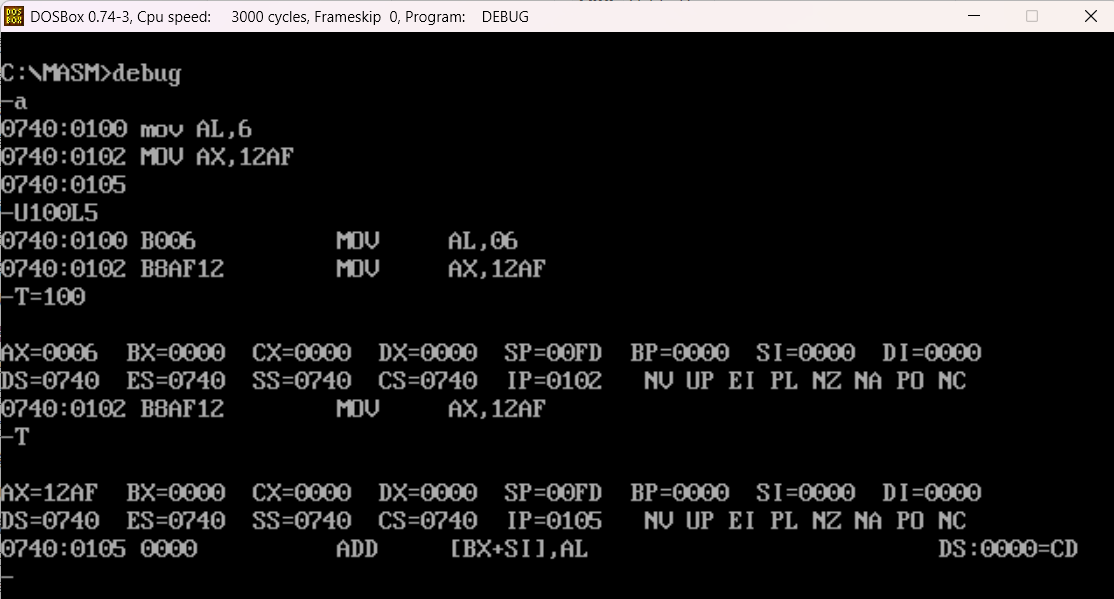 DOSBox 0.74-3, Cpu speed: 3000 cycles, Frameskip 0, Program: DEBUG
C:\MASM>debug
-a
0740:0100 mov AL,6
0740:0102 MOV AX,12AF
0740:0105
-U100L5
0740:0100 B006 MOV AL,06
0740:0102 B8AF12 MOV AX,12AF
-T=100
AX=0006 BX=0000 CX=0000 DX=0000 SP=00FD BP=0000 SI=0000 DI=0000
DS=0740 ES=0740 SS=0740 CS=0740 IP=0102 NV UP EI PL NZ NA PO NC
0740:0102 B8AF12 MOV AX,12AF
-T
AX=12AF BX=0000 CX=0000 DX=0000 SP=00FD BP=0000 SI=0000 DI=0000
DS=0740 ES=0740 SS=0740 CS=0740 IP=0105 NV UP EI PL NZ NA PO NC
0740:0105 0000 ADD [BX+SI],AL DS:0000=CD
-